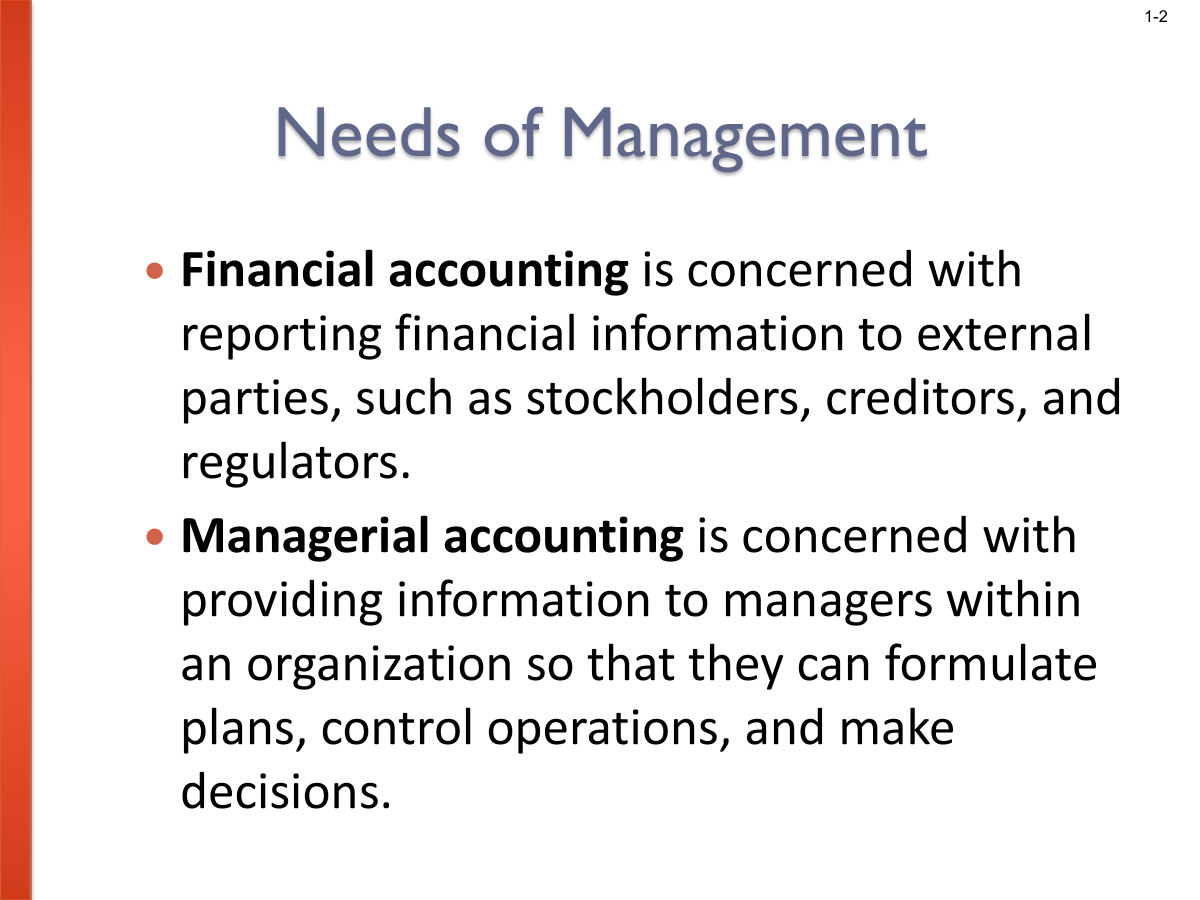 1-2
Needs of Management
• Financial accounting is concerned with
reporting financial information to external
parties, such as stockholders, creditors, and
regulators.
• Managerial accounting is concerned with
providing information to managers within
an organization so that they can formulate
plans, control operations, and make
decisions.